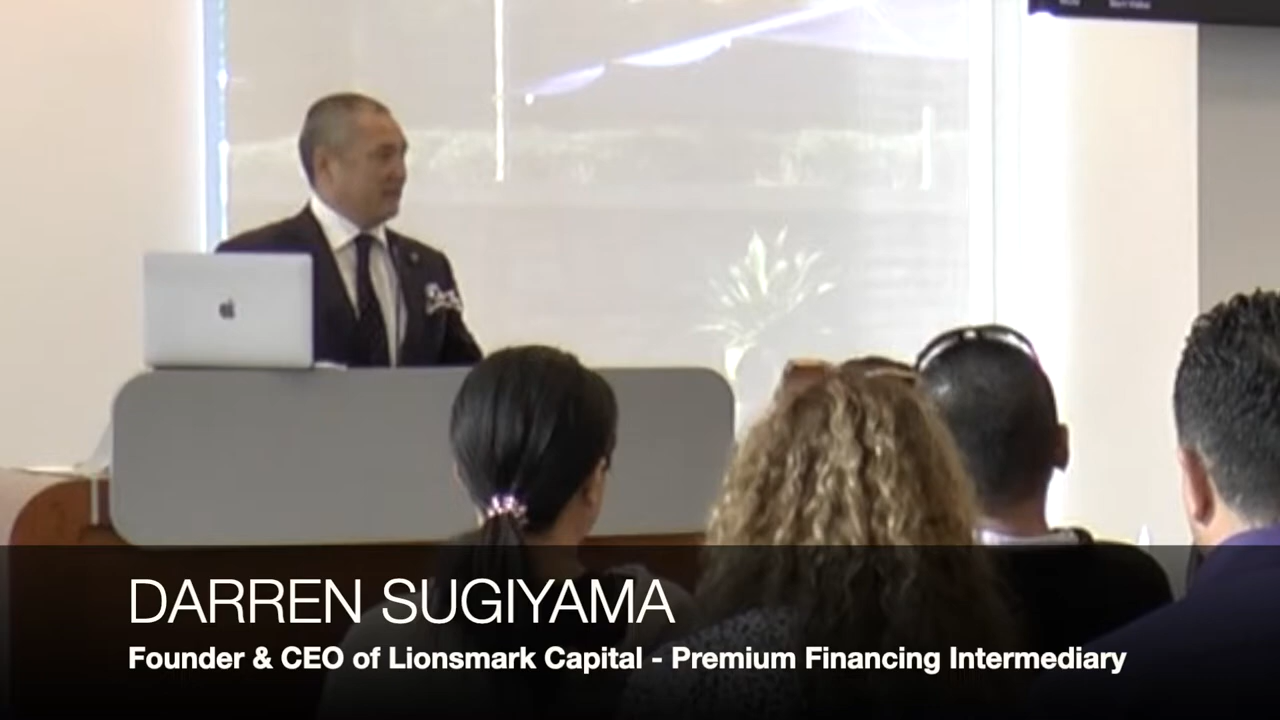 DARREN SUGIYAMA
Founder & CEO of Lionsmark Capital - Premium Financing Intermediary